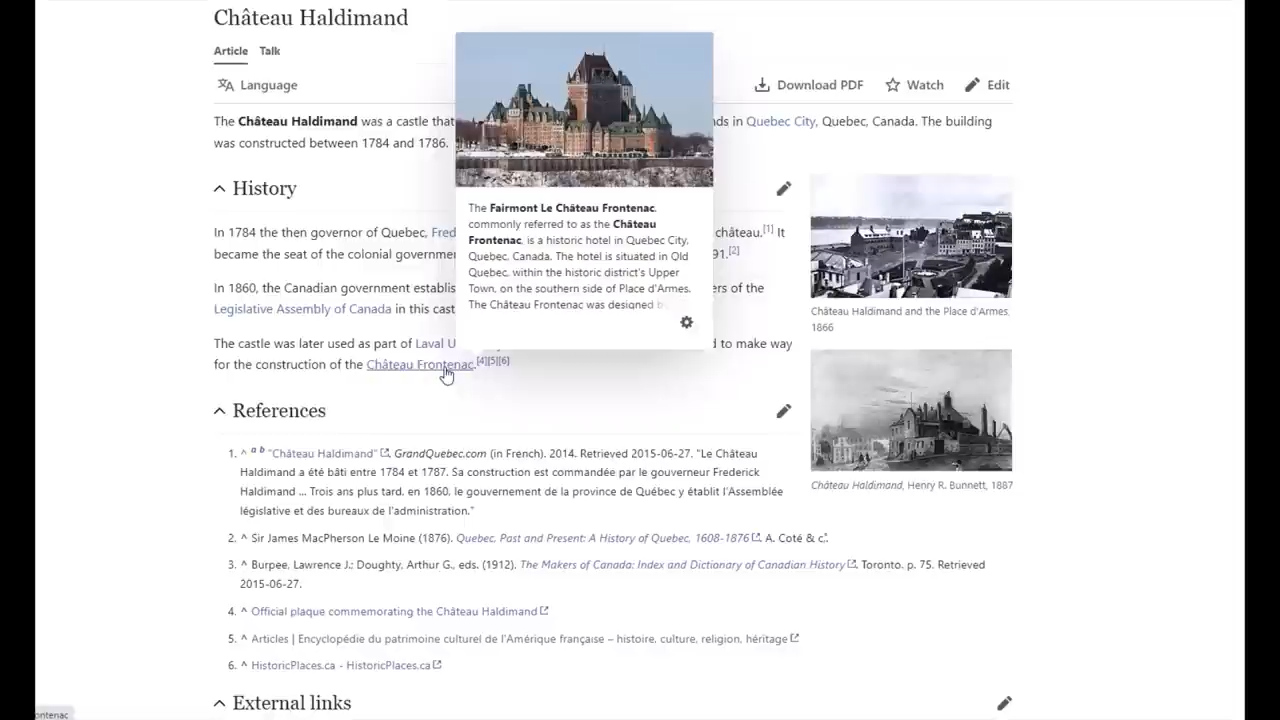 Château Haldimand
Article Talk
Language Download PDF Watch Edit
The Château Haldimand was a castle that
ds in Quebec City, Quebec, Canada. The building
was constructed between 1784 and 1786.
History
In 1784 the then governor of Quebec, Fred
château.[1] It
became the seat of the colonial governme
91.[2]
In 1860, the Canadian government establis
ers of the
Legislative Assembly of Canada in this cast
The castle was later used as part of Laval U
d to make way
for the construction of the Château Frontenac.[4][5][6]
The Fairmont Le Château Frontenac,
commonly referred to as the Château
Frontenac, is a historic hotel in Quebec City,
Quebec, Canada. The hotel is situated in Old
Quebec, within the historic district's Upper
Town, on the southern side of Place d'Armes.
The Château Frontenac was designed b
Château Haldimand and the Place d'Armes,
1866
Château Haldimand, Henry R. Bunnett, 1887
References
1. ^ a b "Château Haldimand". GrandQuebec.com (in French). 2014. Retrieved 2015-06-27. "Le Château
Haldimand a été bâti entre 1784 et 1787. Sa construction est commandée par le gouverneur Frederick
Haldimand ... Trois ans plus tard, en 1860, le gouvernement de la province de Québec y établit l'Assemblée
législative et des bureaux de l'administration."
2. ^ Sir James MacPherson Le Moine (1876). Quebec, Past and Present: A History of Quebec, 1608-1876. A. Coté & c.
3. ^ Burpee, Lawrence J.; Doughty, Arthur G., eds. (1912). The Makers of Canada: Index and Dictionary of Canadian History. Toronto. p. 75. Retrieved
2015-06-27.
4. ^ Official plaque commemorating the Château Haldimand
5. ^ Articles | Encyclopédie du patrimoine culturel de l'Amérique française – histoire, culture, religion, héritage
6. ^ HistoricPlaces.ca - HistoricPlaces.ca
External links
ontenac